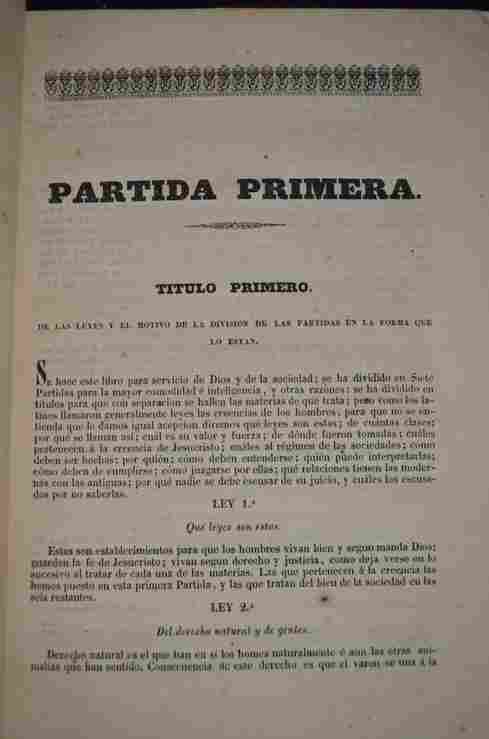 PARTIDA PRIMERA.
TITULO PRIMERO.
DE LAS LEYES Y EL MOTIVO DE LA DIVISION DE LAS PARTIDAS EN LA FORMA QUE
LO ESTAN.
Se hace este libro para servicio de Dios y de la sociedad; se ha dividido en Siete
Partidas para la mayor comodidad é inteligencia, y otras razones; se ha dividido en
títulos para que con separacion se hallen las materias de que trata; pero como los la-
tinos llamaron generalmente leyes las creencias de los hombres, para que no se en-
tienda que le damos igual acepcion diremos qué leyes son estas; de cuántas clases;
por qué se llaman así; cuál es su valor y fuerza; de dónde fueron tomadas; cuáles
pertenecen á la creencia de Jesucristo; cuáles al régimen de las sociedades; cómo
deben ser hechas; por quién; cómo deben entenderse; quién puede interpretarlas;
cómo deben de cumplirse; cómo juzgarse por ellas; qué relaciones tienen las moder-
nas con las antiguas; por qué nadie se debe escusar de su juicio, y cuáles los escusa-
dos por no saberlas.
LEY 1.ª
Qué leyes son estas.
Estas son establecimientos para que los hombres vivan bien y segun manda Dios;
guarden la fe de Jesucristo; vivan segun derecho y justicia, como deja verse en lo
sucesivo al tratar de cada una de las materias. Las que pertenecen á la creencia las
hemos puesto en esta primera Partida, y las que tratan del bien de la sociedad en las
seis restantes.
LEY 2.ª
Del derecho natural y de gentes.
Derecho natural es el que han en sí los homes naturalmente é aun las otras ani-
malias que han sentido. Consecuencia de este derecho es que el varon se una á la